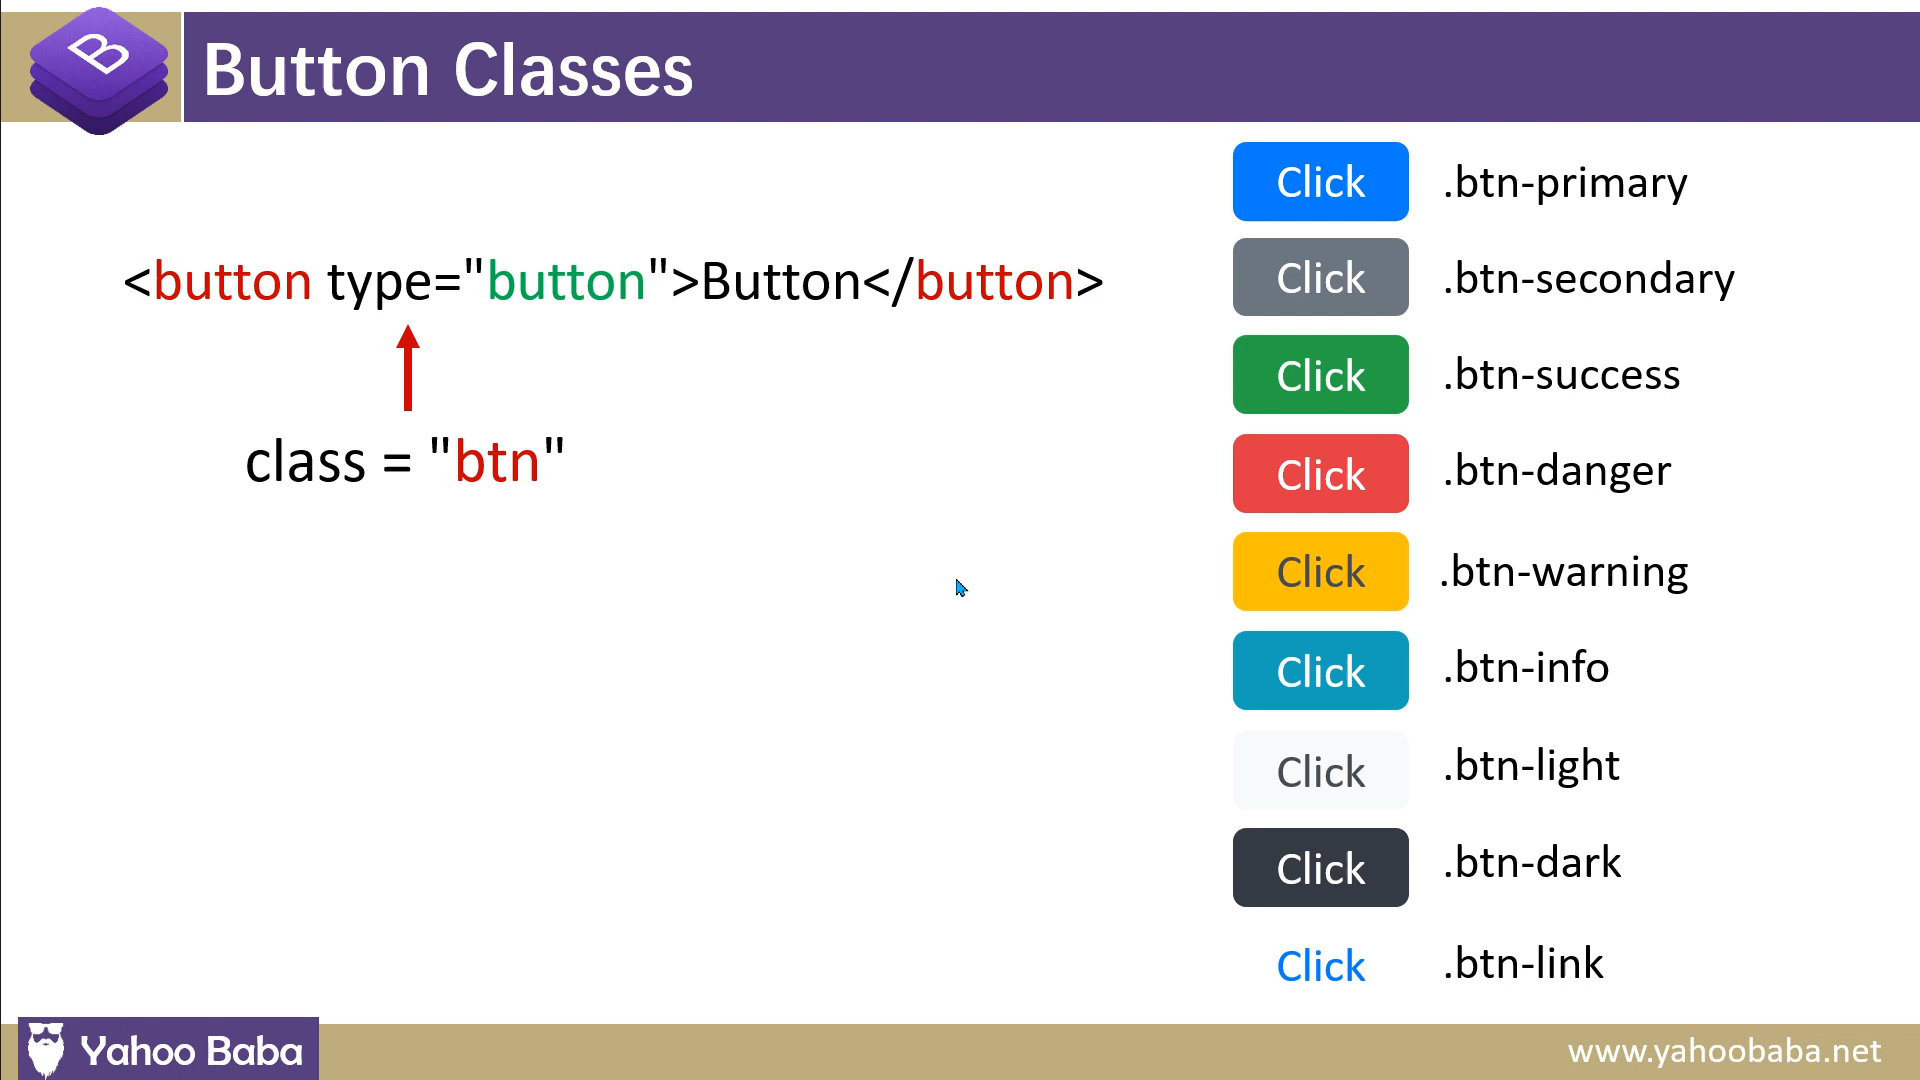 B
Button Classes
<button type="button">Button</button>
class = "btn"
Click .btn-primary
Click .btn-secondary
Click .btn-success
Click .btn-danger
Click .btn-warning
Click .btn-info
Click .btn-light
Click .btn-dark
Click .btn-link
Yahoo Baba
www.yahoobaba.net